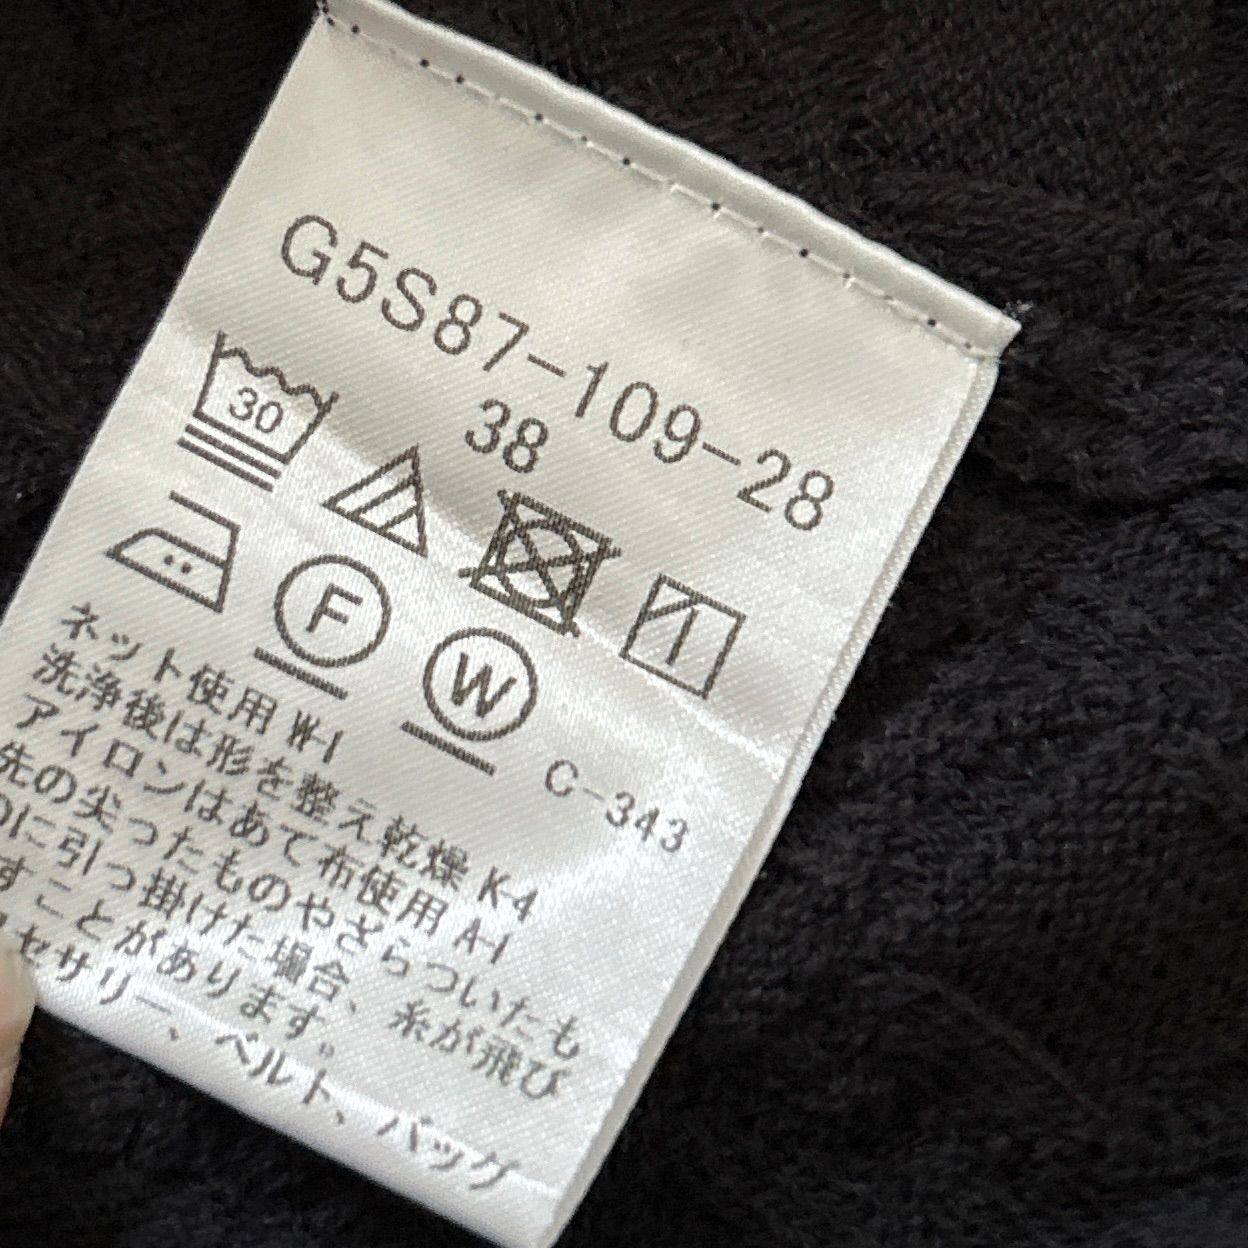 G5S87-109-28
38
30
F
W
C-343
ネット使用 W-1
洗浄後は形を整え乾燥 K-4
アイロンはあて布使用 A-1
先の尖ったものやざらついたも
のに引っ掛けた場合、糸が飛び
すことがあります。
セサリー、ベルト、バッグ